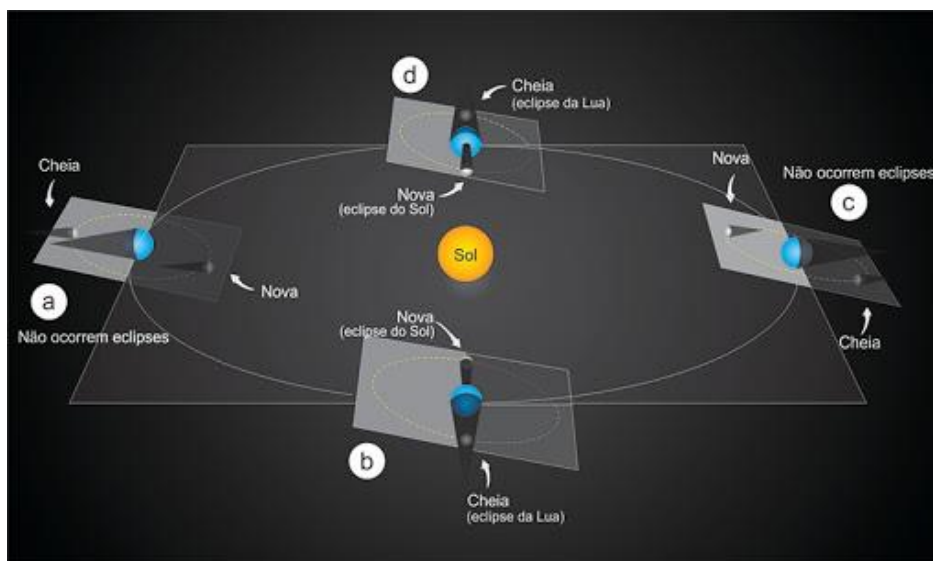 d
Cheia
(eclipse da Lua)
Cheia
Nova
Não ocorrem eclipses
Nova
(eclipse do Sol)
c
Sol
a
Nova
Não ocorrem eclipses
Nova
(eclipse do Sol)
Cheia
b
Cheia
(eclipse da Lua)